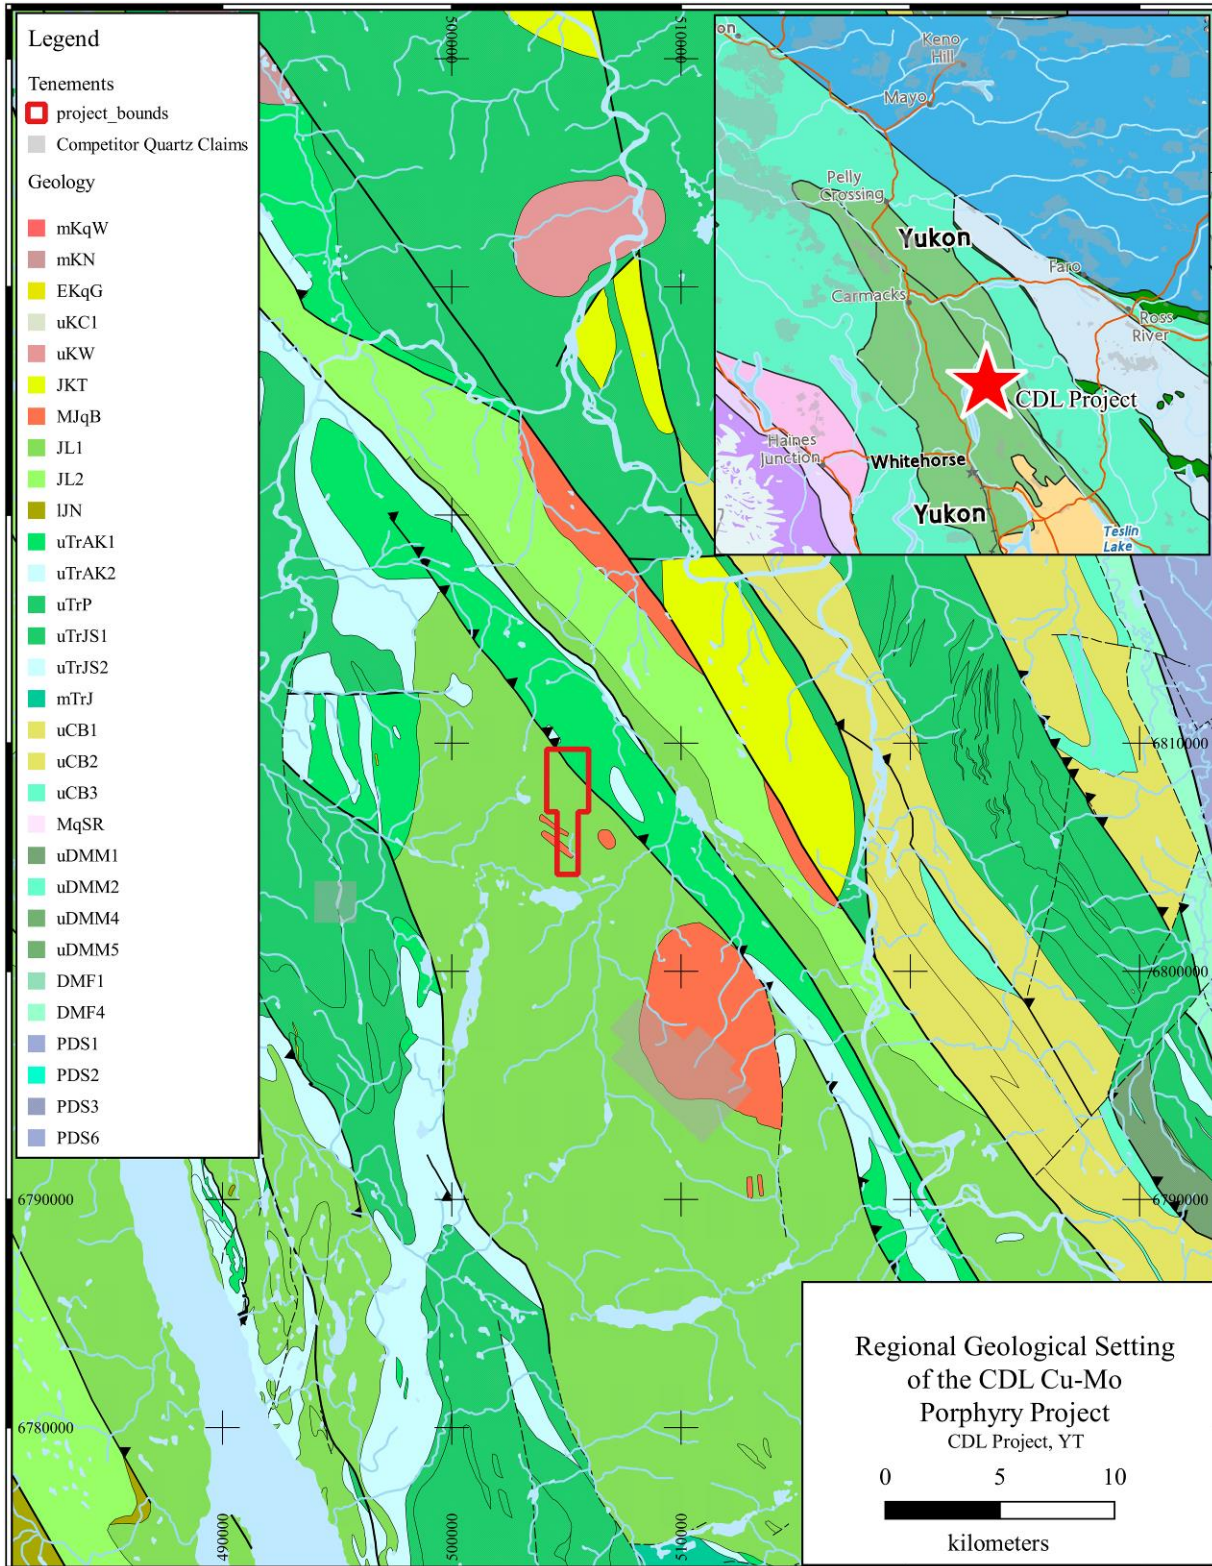 Legend
Tenements
project_bounds
Competitor Quartz Claims
Geology
mKqW
mKN
EKqG
uKC1
uKW
JKT
MJqB
JL1
JL2
lJN
uTrAK1
uTrAK2
uTrP
uTrJS1
uTrJS2
mTrJ
uCB1
uCB2
uCB3
MqSR
uDMM1
uDMM2
uDMM4
uDMM5
DMF1
DMF4
PDS1
PDS2
PDS3
PDS6
500000
510000
on
Keno
Hill
Mayo
Pelly
Crossing
Yukon
Faro
Carmacks
Ross
River
CDL Project
Haines
Junction
Whitehorse
Yukon
Teslin
Lake
6810000
6800000
6790000
6790000
6780000
490000
500000
510000
Regional Geological Setting
of the CDL Cu-Mo
Porphyry Project
CDL Project, YT
0 5 10
kilometers